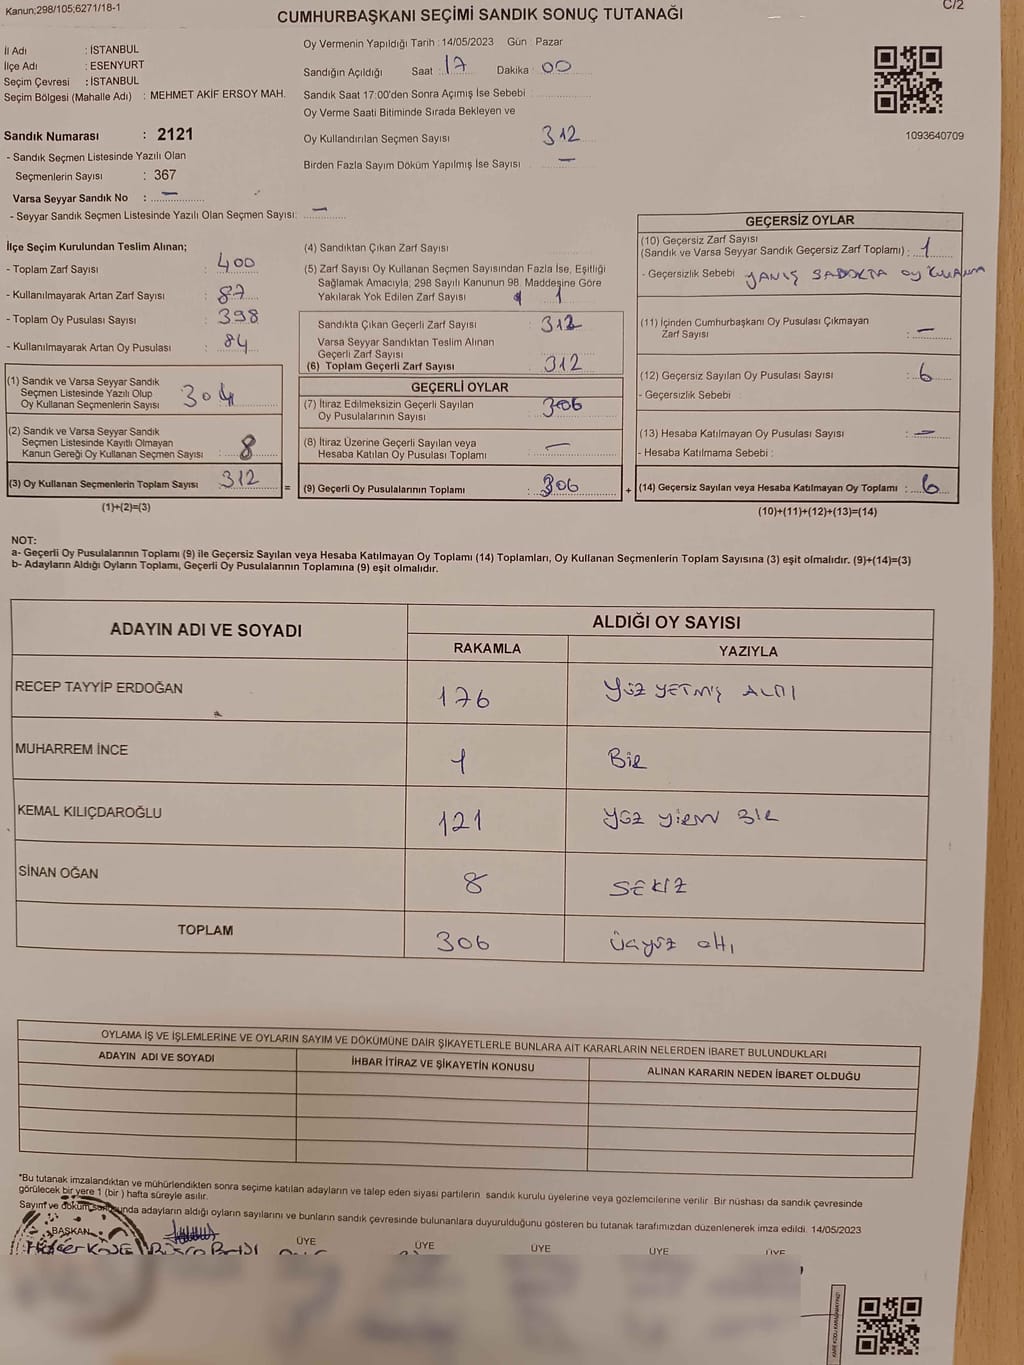 Kanun;298/105;6271/18-1
C/2
CUMHURBAŞKANI SEÇİMİ SANDIK SONUÇ TUTANAĞI
İl Adı : İSTANBUL
İlçe Adı : ESENYURT
Seçim Çevresi : İSTANBUL
Seçim Bölgesi (Mahalle Adı) : MEHMET AKİF ERSOY MAH.
Sandık Numarası : 2121
- Sandık Seçmen Listesinde Yazılı Olan
Seçmenlerin Sayısı : 367
Varsa Seyyar Sandık No : —
- Seyyar Sandık Seçmen Listesinde Yazılı Olan Seçmen Sayısı: —
Oy Vermenin Yapıldığı Tarih : 14/05/2023 Gün : Pazar
Sandığın Açıldığı Saat : 17 Dakika : 00
Sandık Saat 17:00'den Sonra Açımış İse Sebebi
Oy Verme Saati Bitiminde Sırada Bekleyen ve
Oy Kullandırılan Seçmen Sayısı 312
Birden Fazla Sayım Döküm Yapılmış İse Sayısı —
1093640709
İlçe Seçim Kurulundan Teslim Alınan;
- Toplam Zarf Sayısı : 400
- Kullanılmayarak Artan Zarf Sayısı : 87
- Toplam Oy Pusulası Sayısı : 398
- Kullanılmayarak Artan Oy Pusulası : 84
(1) Sandık ve Varsa Seyyar Sandık
Seçmen Listesinde Yazılı Olup
Oy Kullanan Seçmenlerin Sayısı 304
(2) Sandık ve Varsa Seyyar Sandık
Seçmen Listesinde Kayıtlı Olmayan
Kanun Gereği Oy Kullanan Seçmen Sayısı : 8
(3) Oy Kullanan Seçmenlerin Toplam Sayısı : 312
(1)+(2)=(3)
=
(4) Sandıktan Çıkan Zarf Sayısı
(5) Zarf Sayısı Oy Kullanan Seçmen Sayısından Fazla İse, Eşitliği
Sağlamak Amacıyla; 298 Sayılı Kanunun 98. Maddesine Göre
Yakılarak Yok Edilen Zarf Sayısı 1
Sandıkta Çıkan Geçerli Zarf Sayısı : 312
Varsa Seyyar Sandıktan Teslim Alınan
Geçerli Zarf Sayısı
(6) Toplam Geçerli Zarf Sayısı 312
GEÇERLİ OYLAR
(7) İtiraz Edilmeksizin Geçerli Sayılan
Oy Pusulalarının Sayısı : 306
(8) İtiraz Üzerine Geçerli Sayılan veya
Hesaba Katılan Oy Pusulası Toplamı : —
(9) Geçerli Oy Pusulalarının Toplamı : 306
+
GEÇERSİZ OYLAR
(10) Geçersiz Zarf Sayısı
(Sandık ve Varsa Seyyar Sandık Geçersiz Zarf Toplamı) : 1
- Geçersizlik Sebebi : YANIŞ SADOKTA OY
(11) İçinden Cumhurbaşkanı Oy Pusulası Çıkmayan
Zarf Sayısı : —
(12) Geçersiz Sayılan Oy Pusulası Sayısı : 6
- Geçersizlik Sebebi :
(13) Hesaba Katılmayan Oy Pusulası Sayısı : —
- Hesaba Katılmama Sebebi :
(14) Geçersiz Sayılan veya Hesaba Katılmayan Oy Toplamı : 6
(10)+(11)+(12)+(13)=(14)
NOT:
a- Geçerli Oy Pusulalarının Toplamı (9) ile Geçersiz Sayılan veya Hesaba Katılmayan Oy Toplamı (14) Toplamları, Oy Kullanan Seçmenlerin Toplam Sayısına (3) eşit olmalıdır. (9)+(14)=(3)
b- Adayların Aldığı Oyların Toplamı, Geçerli Oy Pusulalarının Toplamına (9) eşit olmalıdır.
ADAYIN ADI VE SOYADI
ALDIĞI OY SAYISI
RAKAMLA YAZIYLA
RECEP TAYYİP ERDOĞAN 176 YÜZ YETMİŞ ALTI
MUHARREM İNCE 1 BİR
KEMAL KILIÇDAROĞLU 121 YÜZ YİRMİ BİR
SİNAN OĞAN 8 SEKİZ
TOPLAM 306 üçyüz altı
OYLAMA İŞ VE İŞLEMLERİNE VE OYLARIN SAYIM VE DÖKÜMÜNE DAİR ŞİKAYETLERLE BUNLARA AİT KARARLARIN NELERDEN İBARET BULUNDUKLARI
ADAYIN ADI VE SOYADI İHBAR İTİRAZ VE ŞİKAYETİN KONUSU ALINAN KARARIN NEDEN İBARET OLDUĞU
*Bu tutanak imzalandıktan ve mühürlendikten sonra seçime katılan adayların ve talep eden siyasi partilerin sandık kurulu üyelerine veya gözlemcilerine verilir. Bir nüshası da sandık çevresinde
görülecek bir yere 1 (bir ) hafta süreyle asılır.
Sayım ve döküm adayların aldığı oyların sayılarını ve bunların sandık çevresinde bulunanlara duyurulduğunu gösteren bu tutanak tarafımızdan düzenlenerek imza edildi. 14/05/2023
BAŞKAN ÜYE ÜYE ÜYE ÜYE ÜYE